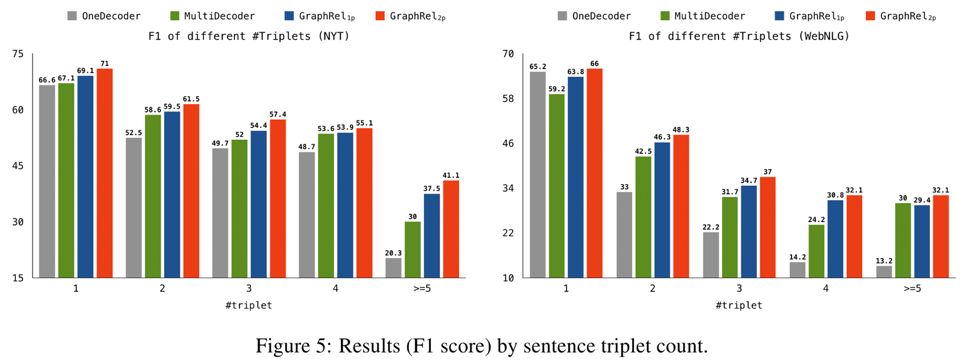 OneDecoder MultiDecoder GraphRel1p GraphRel2p
F1 of different #Triplets (NYT)
75
60
45
30
15
66.6 67.1 69.1 71
52.5 58.6 59.5 61.5
49.7 52 54.4 57.4
48.7 53.6 53.9 55.1
20.3 30 37.5 41.1
1 2 3 4 >=5
#triplet
OneDecoder MultiDecoder GraphRel1p GraphRel2p
F1 of different #Triplets (WebNLG)
70
58
46
34
22
10
65.2 59.2 63.8 66
33 42.5 46.3 48.3
22.2 31.7 34.7 37
14.2 24.2 30.8 32.1
13.2 30 29.4 32.1
1 2 3 4 >=5
#triplet
Figure 5: Results (F1 score) by sentence triplet count.